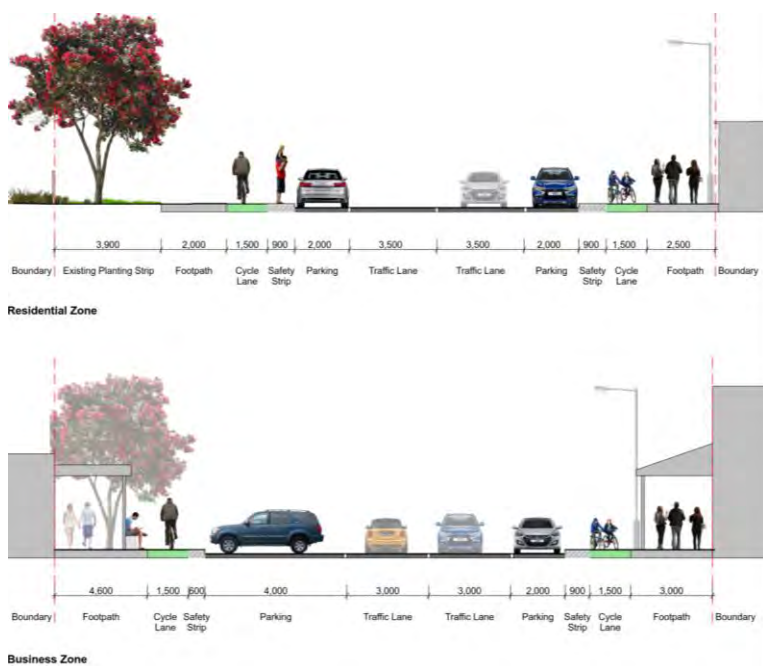 3,900 2,000 1,500 900 2,000 3,500 3,500 2,000 900 1,500 2,500
Boundary Existing Planting Strip Footpath Cycle Lane Safety Strip Parking Traffic Lane Traffic Lane Parking Safety Strip Cycle Lane Footpath Boundary
Residential Zone
4,600 1,500 600 4,000 3,000 3,000 2,000 900 1,500 3,000
Boundary Footpath Cycle Lane Safety Strip Parking Traffic Lane Traffic Lane Parking Safety Strip Cycle Lane Footpath Boundary
Business Zone